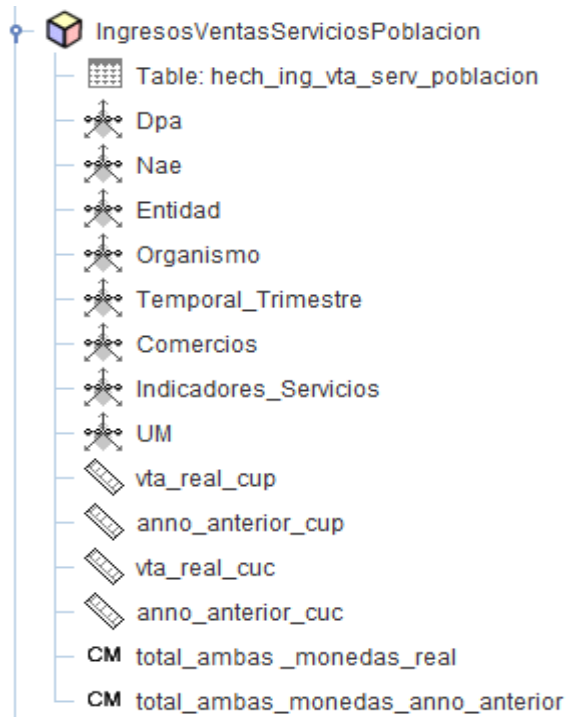 IngresosVentasServiciosPoblacion
Table: hech_ing_vta_serv_poblacion
Dpa
Nae
Entidad
Organismo
Temporal_Trimestre
Comercios
Indicadores_Servicios
UM
vta_real_cup
anno_anterior_cup
vta_real_cuc
anno_anterior_cuc
CM total_ambas _monedas_real
CM total_ambas_monedas_anno_anterior